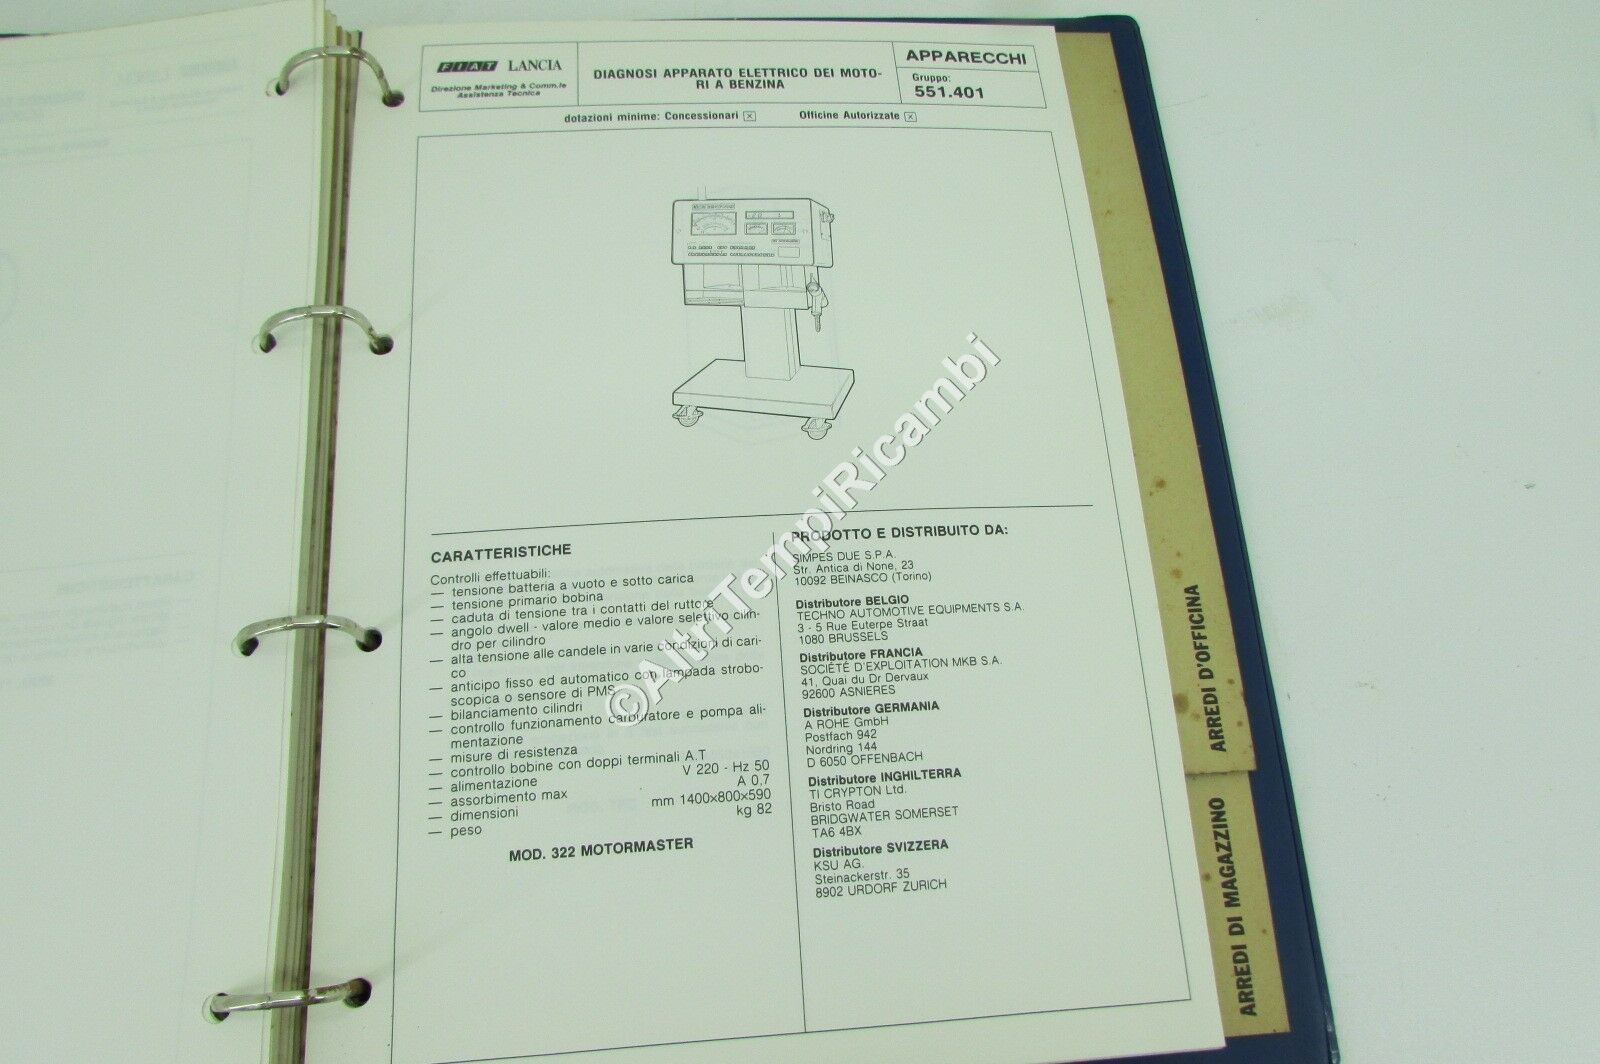 FIAT LANCIA
Direzione Marketing & Comm.le
Assistenza Tecnica
DIAGNOSI APPARATO ELETTRICO DEI MOTO-
RI A BENZINA
APPARECCHI
Gruppo:
551.401
dotazioni minime: Concessionari ☒ Officine Autorizzate ☒
CARATTERISTICHE
Controlli effettuabili:
— tensione batteria a vuoto e sotto carica
— tensione primario bobina
— caduta di tensione tra i contatti del ruttore
— angolo dwell - valore medio e valore selettivo cilin-
dro per cilindro
— alta tensione alle candele in varie condizioni di cari-
co
— anticipo fisso ed automatico con lampada strobo-
scopica o sensore di PMS
— bilanciamento cilindri
— controllo funzionamento carburatore e pompa ali-
mentazione
— misure di resistenza
— controllo bobine con doppi terminali A.T
— alimentazione V 220 - Hz 50
— assorbimento max A 0,7
— dimensioni mm 1400×800×590
— peso kg 82
MOD. 322 MOTORMASTER
PRODOTTO E DISTRIBUITO DA:
SIMPES DUE S.P.A.
Str. Antica di None, 23
10092 BEINASCO (Torino)
Distributore BELGIO
TECHNO AUTOMOTIVE EQUIPMENTS S.A.
3 - 5 Rue Euterpe Straat
1080 BRUSSELS
Distributore FRANCIA
SOCIÉTÉ D'EXPLOITATION MKB S.A.
41, Quai du Dr Dervaux
92600 ASNIERES
Distributore GERMANIA
A ROHE GmbH
Postfach 942
Nordring 144
D 6050 OFFENBACH
Distributore INGHILTERRA
TI CRYPTON Ltd.
Bristo Road
BRIDGWATER SOMERSET
TA6 4BX
Distributore SVIZZERA
KSU AG.
Steinackerstr. 35
8902 URDORF ZURICH
ARREDI D'OFFICINA
ARREDI DI MAGAZZINO
©AltriTempiRicambi